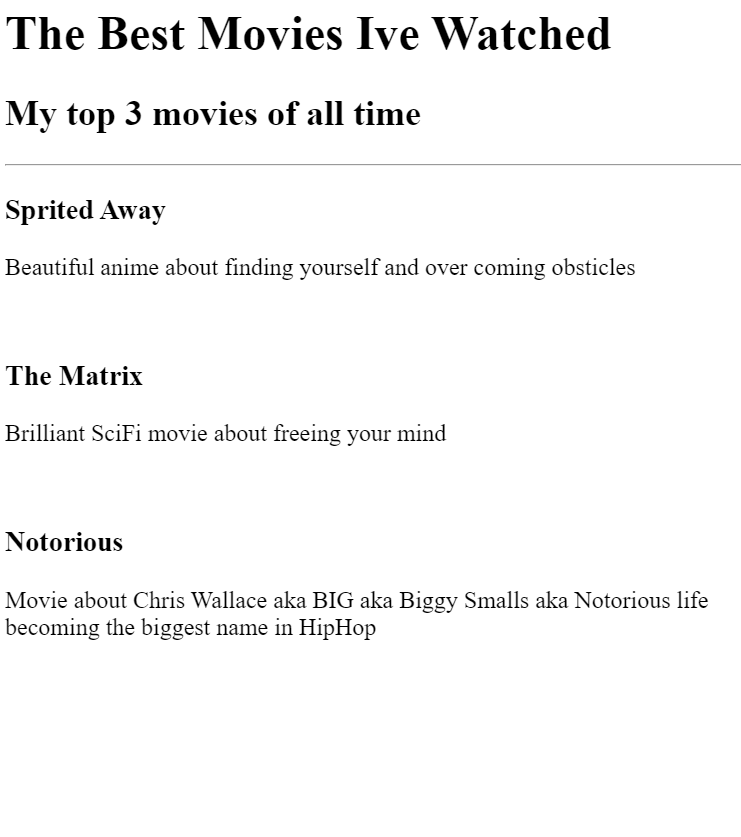 The Best Movies Ive Watched
My top 3 movies of all time
Sprited Away
Beautiful anime about finding yourself and over coming obsticles
The Matrix
Brilliant SciFi movie about freeing your mind
Notorious
Movie about Chris Wallace aka BIG aka Biggy Smalls aka Notorious life
becoming the biggest name in HipHop